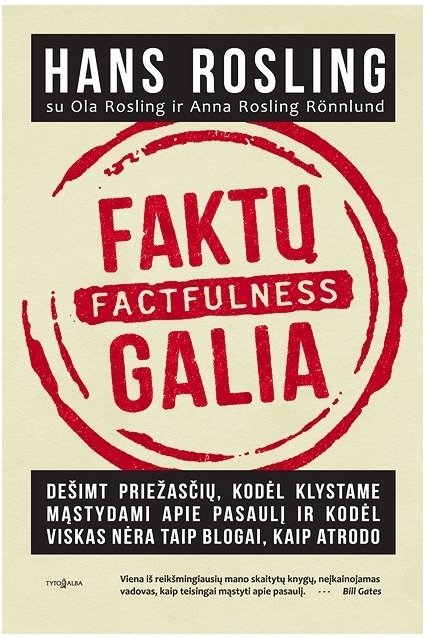 HANS ROSLING
su Ola Rosling ir Anna Rosling Rönnlund
FAKTŲ
FACTFULNESS
GALIA
DEŠIMT PRIEŽASČIŲ, KODĖL KLYSTAME
MĄSTYDAMI APIE PASAULĮ IR KODĖL
VISKAS NĖRA TAIP BLOGAI, KAIP ATRODO
Viena iš reikšmingiausių mano skaitytų knygų, neįkainojamas
vadovas, kaip teisingai mąstyti apie pasaulį. --- Bill Gates
TYTO ALBA